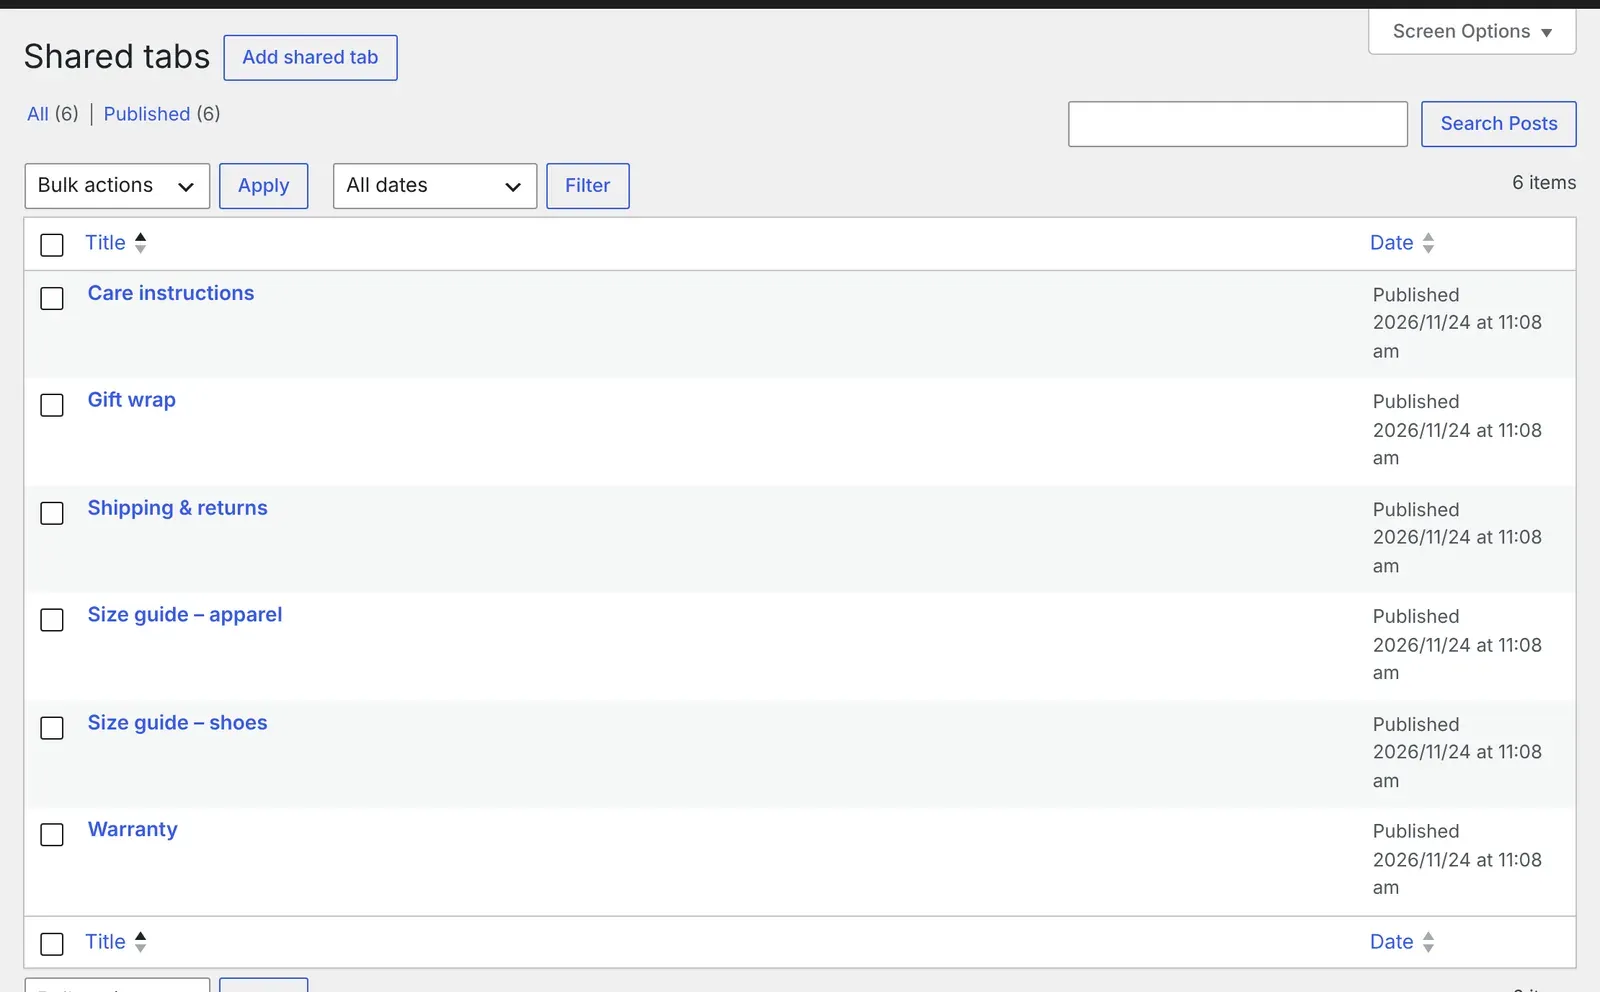 Screen Options ▼
Shared tabs
Add shared tab
All (6) | Published (6)
Search Posts
Bulk actions
Apply
All dates
Filter
6 items
Title
Date
Care instructions
Published
2026/11/24 at 11:08
am
Gift wrap
Published
2026/11/24 at 11:08
am
Shipping & returns
Published
2026/11/24 at 11:08
am
Size guide – apparel
Published
2026/11/24 at 11:08
am
Size guide – shoes
Published
2026/11/24 at 11:08
am
Warranty
Published
2026/11/24 at 11:08
am
Title
Date